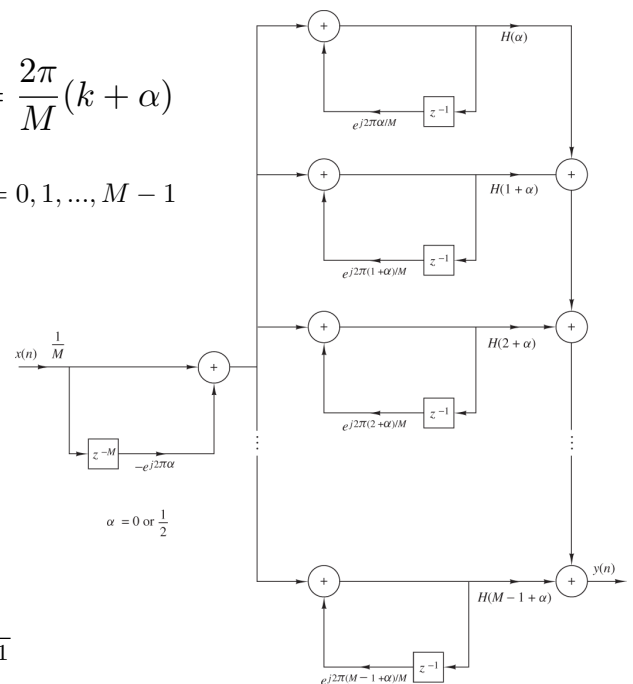 = 2π/M (k + α)
= 0, 1, ..., M − 1
+
H(α)
z⁻¹
e^{j2πα/M}
+
H(1 + α)
+
z⁻¹
e^{j2π(1+α)/M}
+
H(2 + α)
+
x(n) 1/M
+
z⁻¹
e^{j2π(2+α)/M}
z^{−M}
−e^{j2πα}
⋮ ⋮
α = 0 or 1/2
+
H(M − 1 + α)
+
y(n)
z⁻¹
e^{j2π(M−1+α)/M}